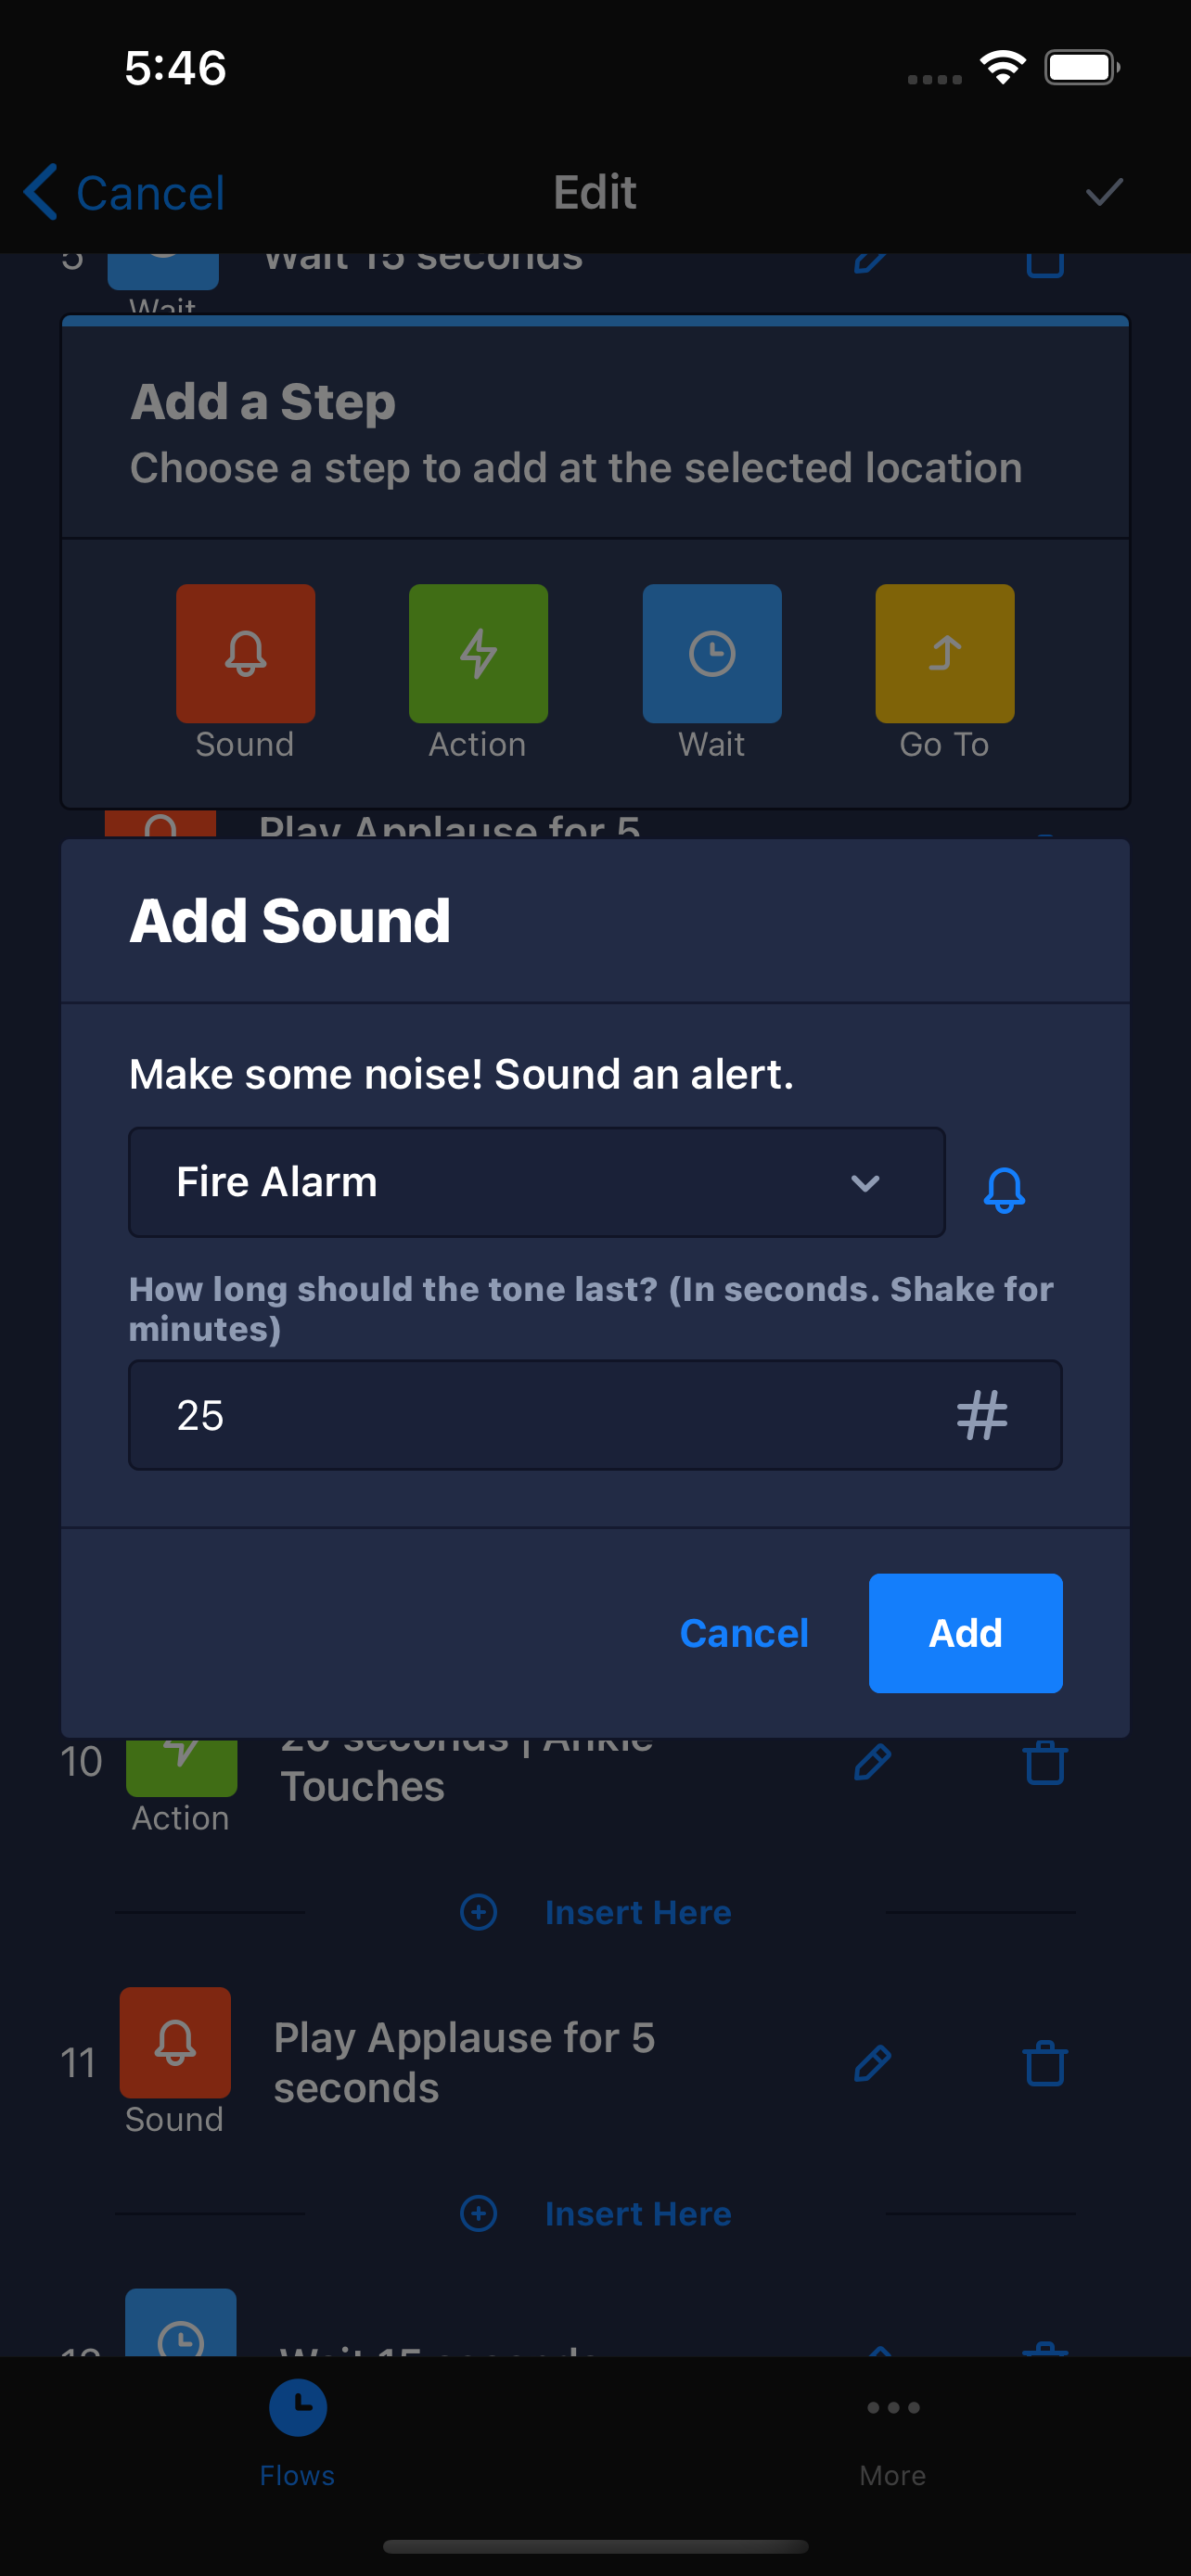 5:46
Cancel
Edit
5
Wait 15 seconds
Wait
Add a Step
Choose a step to add at the selected location
Sound
Action
Wait
Go To
Play Applause for 5
Add Sound
Make some noise! Sound an alert.
Fire Alarm
How long should the tone last? (In seconds. Shake for
minutes)
25
Cancel
Add
10
20 seconds | Ankle
Touches
Action
Insert Here
11
Play Applause for 5
seconds
Sound
Insert Here
12
Wait 15 seconds
Flows
More